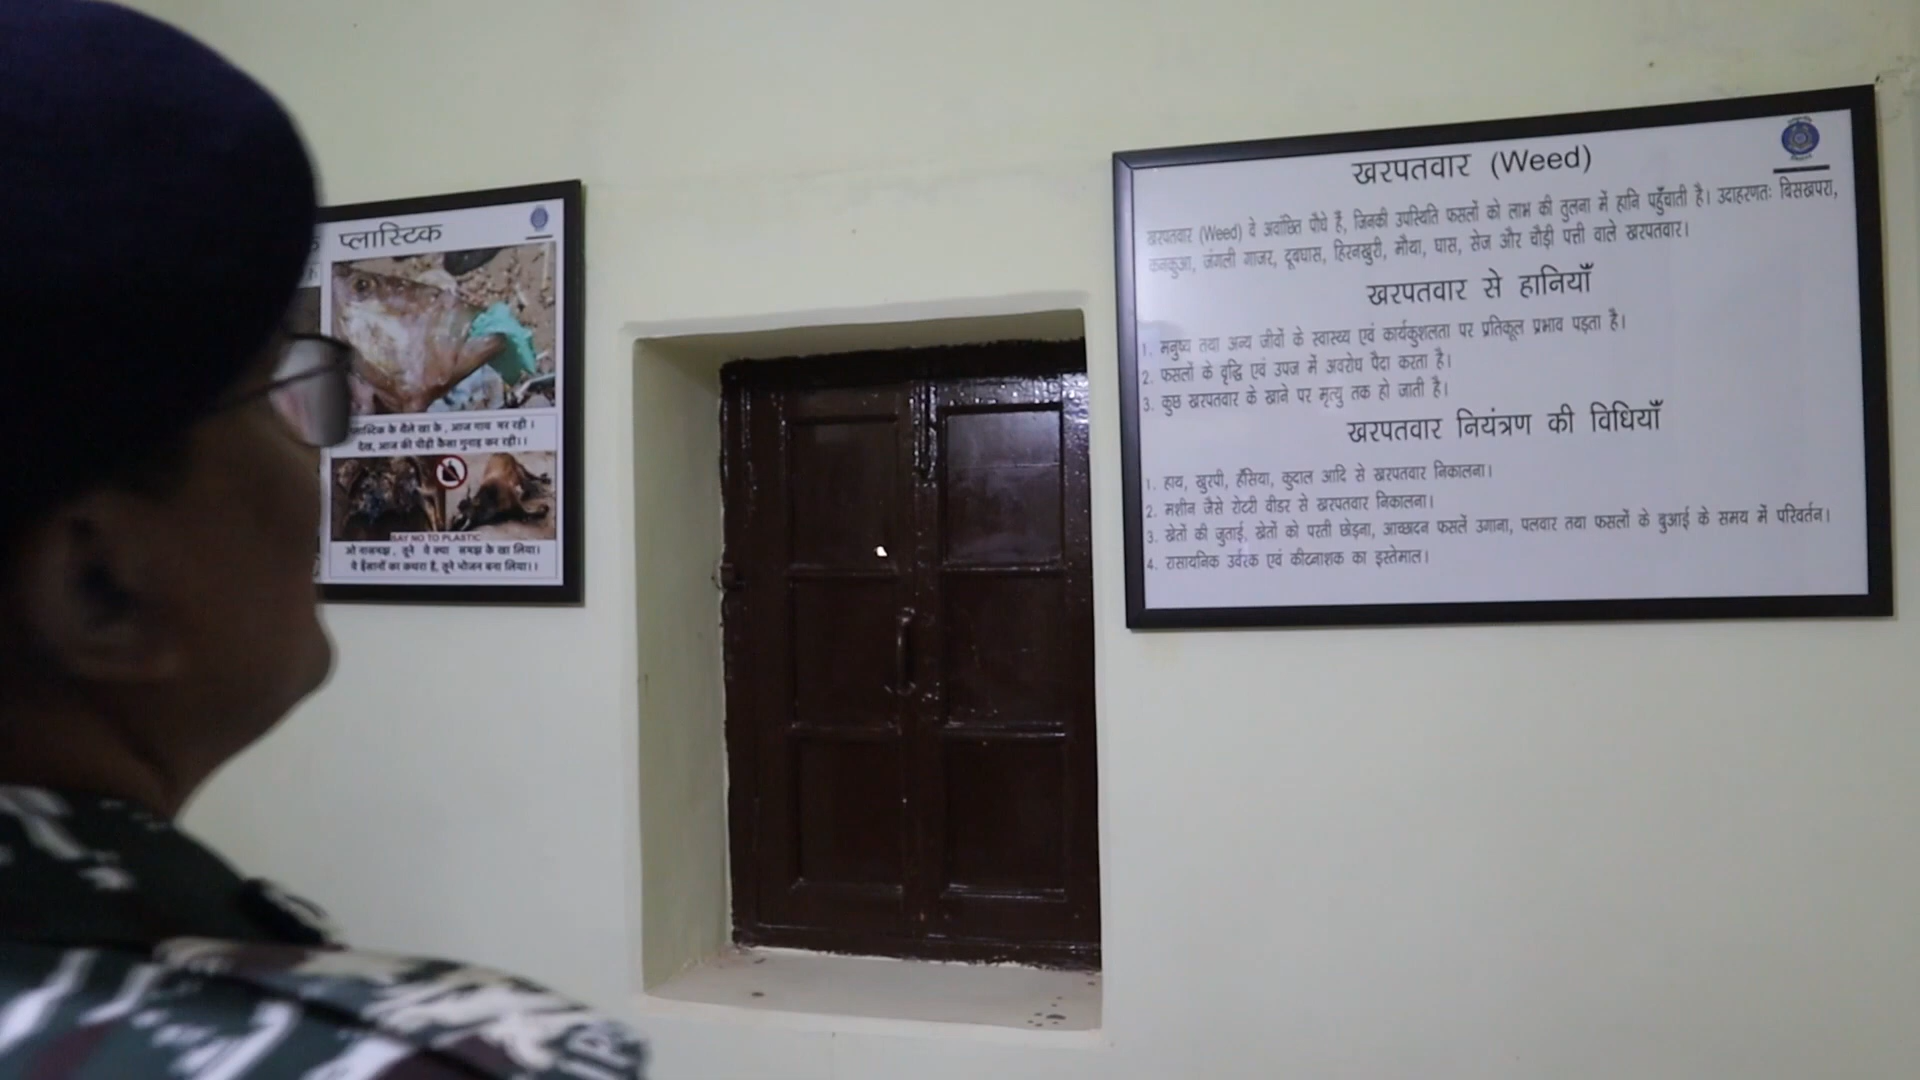 प्लास्टिक
प्लास्टिक के थैले खा के, आज गाय मर रही।
देख, आज की पीढ़ी कैसा गुनाह कर रही।।
SAY NO TO PLASTIC
ओ नासमझ, तूने ये क्या समझ के खा लिया।
ये ईंसानों का कचरा है, तूने भोजन बना लिया।।
खरपतवार (Weed)
खरपतवार (Weed) वे अवांछित पौधे हैं, जिनकी उपस्थिति फसलों को लाभ की तुलना में हानि पहुँचाती है। उदाहरणतः बिसखपरा,
कनकुआ, जंगली गाजर, दूबघास, हिरनखुरी, मौथा, घास, सेज और चौड़ी पत्ती वाले खरपतवार।
खरपतवार से हानियाँ
1. मनुष्य तथा अन्य जीवों के स्वास्थ्य एवं कार्यकुशलता पर प्रतिकूल प्रभाव पड़ता है।
2. फसलों के वृद्धि एवं उपज में अवरोध पैदा करता है।
3. कुछ खरपतवार के खाने पर मृत्यु तक हो जाती है।
खरपतवार नियंत्रण की विधियाँ
1. हाथ, खुरपी, हँसिया, कुदाल आदि से खरपतवार निकालना।
2. मशीन जैसे रोटरी वीडर से खरपतवार निकालना।
3. खेतों की जुताई, खेतों को परती छोड़ना, आच्छादन फसलें उगाना, पलवार तथा फसलों के बुआई के समय में परिवर्तन।
4. रासायनिक उर्वरक एवं कीटनाशक का इस्तेमाल।